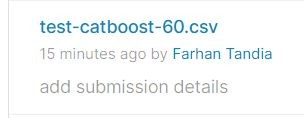 test-catboost-60.csv
15 minutes ago by Farhan Tandia
add submission details